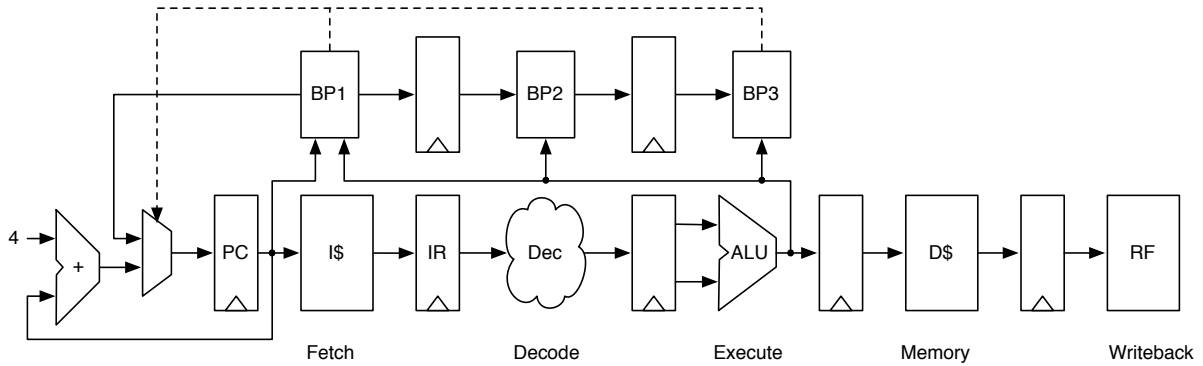 BP1 BP2 BP3
4 + PC I$ IR Dec ALU D$ RF
Fetch Decode Execute Memory Writeback